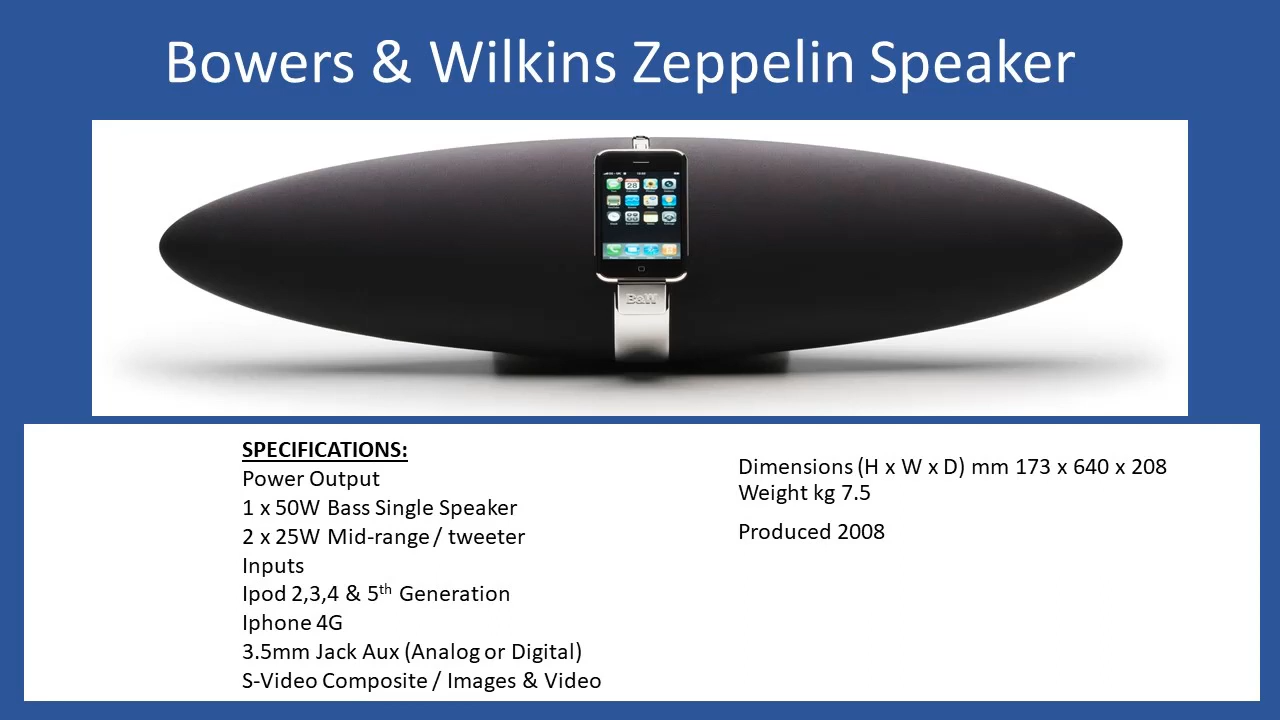 Bowers & Wilkins Zeppelin Speaker
B&W
SPECIFICATIONS:
Power Output
1 x 50W Bass Single Speaker
2 x 25W Mid-range / tweeter
Inputs
Ipod 2,3,4 & 5th Generation
Iphone 4G
3.5mm Jack Aux (Analog or Digital)
S-Video Composite / Images & Video
Dimensions (H x W x D) mm 173 x 640 x 208
Weight kg 7.5
Produced 2008